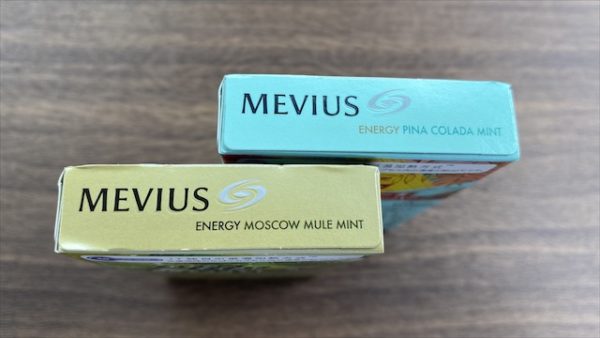 MEVIUS
ENERGY PINA COLADA MINT
MEVIUS
ENERGY MOSCOW MULE MINT